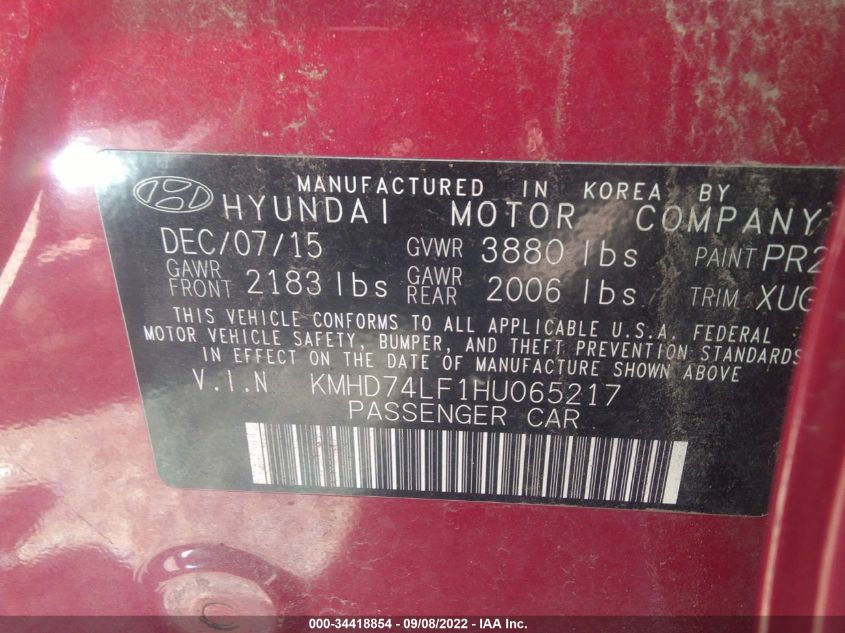 MANUFACTURED IN KOREA BY
HYUNDAI MOTOR COMPANY
DEC/07/15 GVWR 3880 lbs PAINT PR2
GAWR FRONT 2183 lbs GAWR REAR 2006 lbs TRIM XUG
THIS VEHICLE CONFORMS TO ALL APPLICABLE U.S.A. FEDERAL
MOTOR VEHICLE SAFETY, BUMPER, AND THEFT PREVENTION STANDARDS
IN EFFECT ON THE DATE OF MANUFACTURE SHOWN ABOVE
V.I.N KMHD74LF1HU065217
PASSENGER CAR
000-34418854 - 09/08/2022 - IAA Inc.